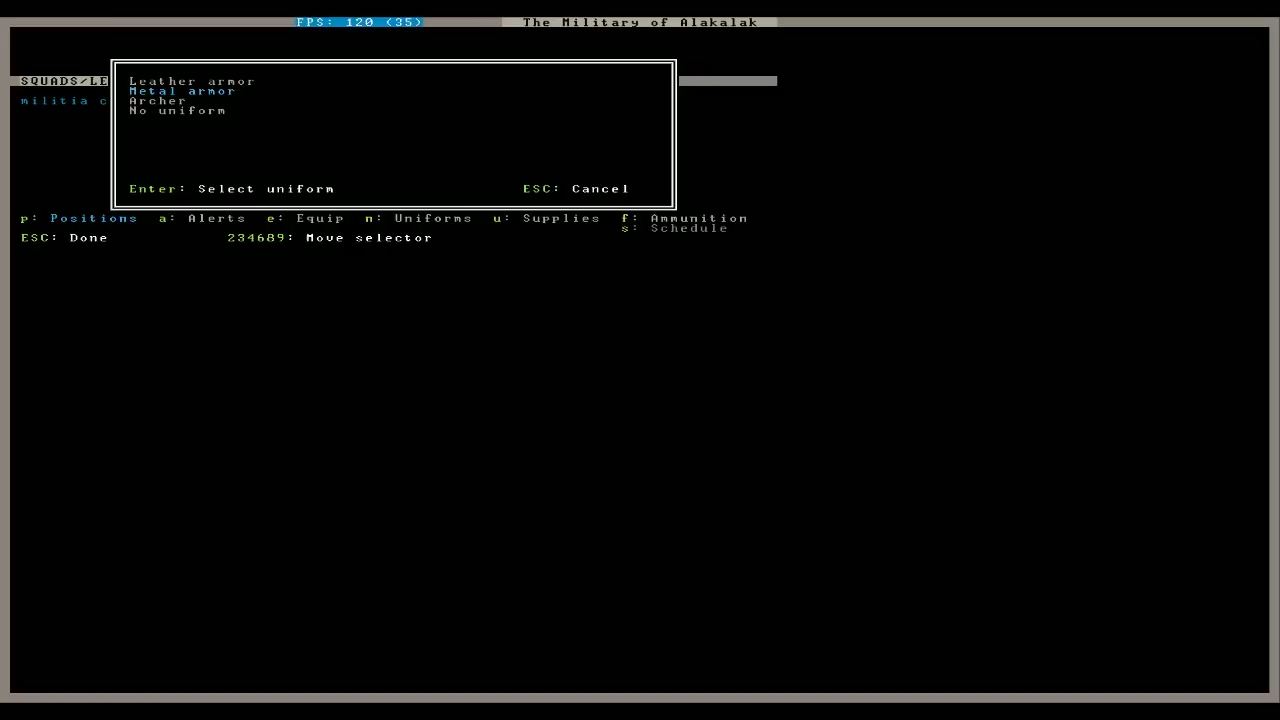 FPS: 120 (35) The Military of Alakalak
SQUADS/LE
Leather armor
Metal armor
militia c
Archer
No uniform
Enter: Select uniform ESC: Cancel
p: Positions a: Alerts e: Equip n: Uniforms u: Supplies f: Ammunition
s: Schedule
ESC: Done 234689: Move selector